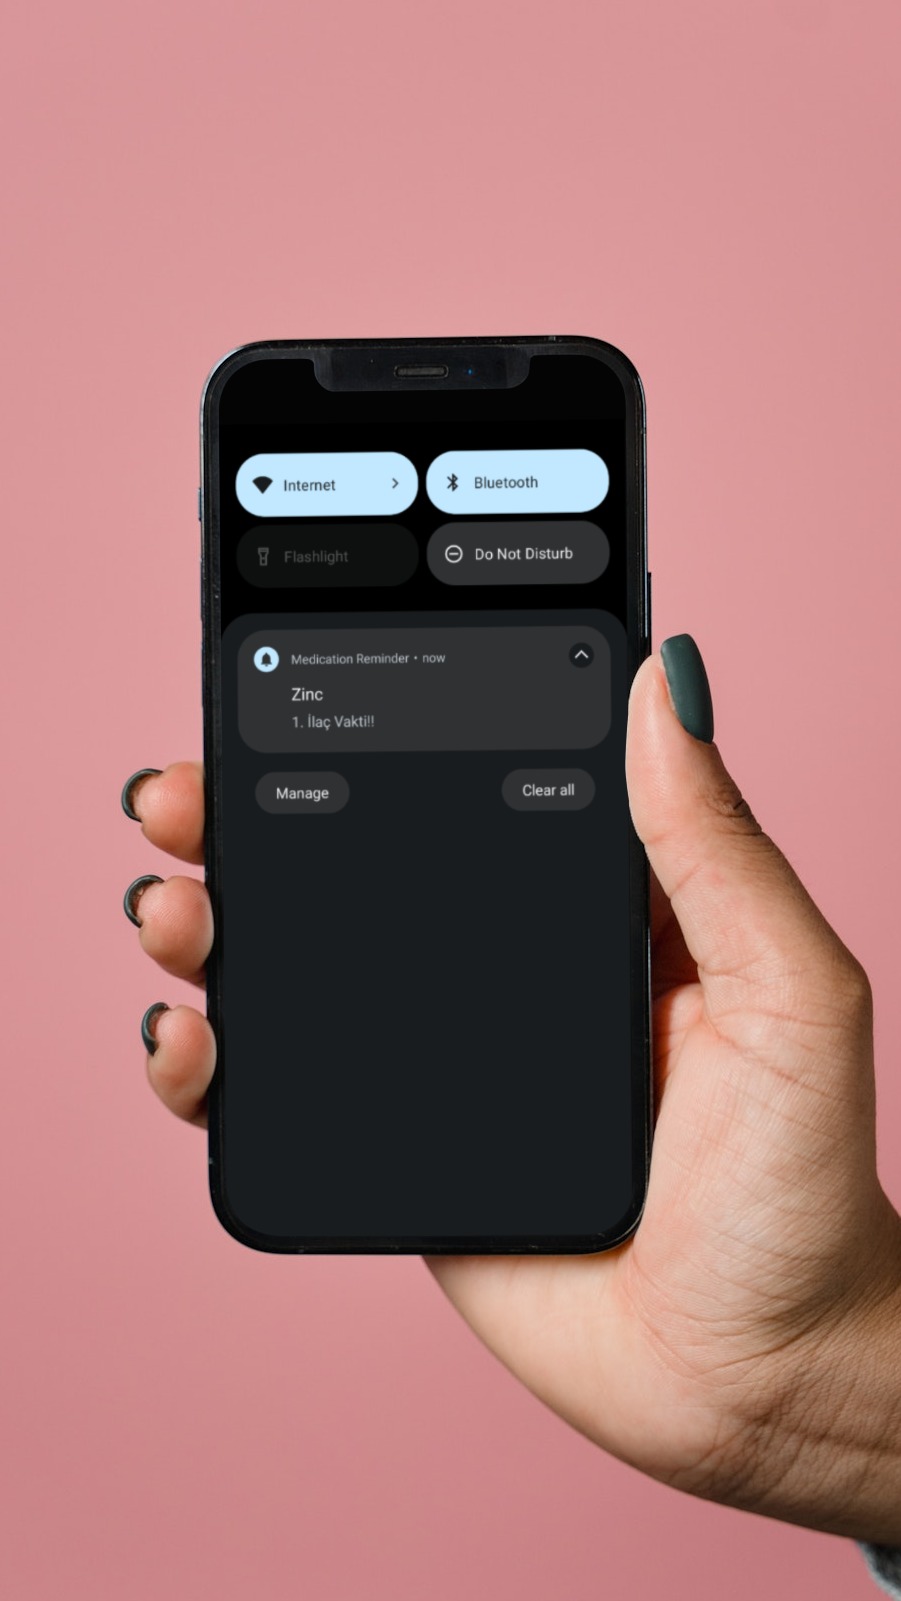 Internet
Bluetooth
Flashlight
Do Not Disturb
Medication Reminder • now
Zinc
1. İlaç Vakti!!
Manage
Clear all